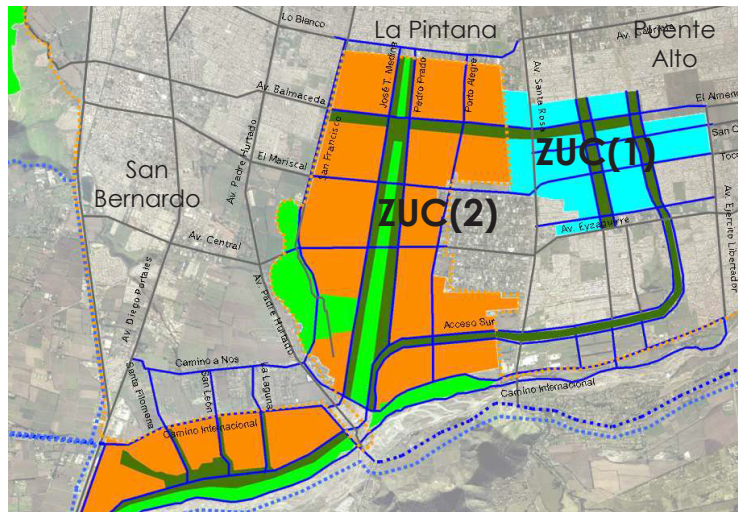 Lo Blanco
La Pintana
Puente
Alto
Av. Gabriela
José T. Medina
Pedro Prado
Porto Alegre
Av. Santa Rosa
Av. Balmaceda
El Mariscal
San Francisco
Av. Padre Hurtado
San
Bernardo
ZUC(1)
ZUC(2)
San C
Toca
Av. Eyzaguirre
Av. Ejercito Libertador
Av. Central
Av. Diego Portales
Av. Padre Hurtado
Acceso Sur
Camino a Nos
Santa Filomena
San León
La Laguna
Camino Internacional
Camino Internacional